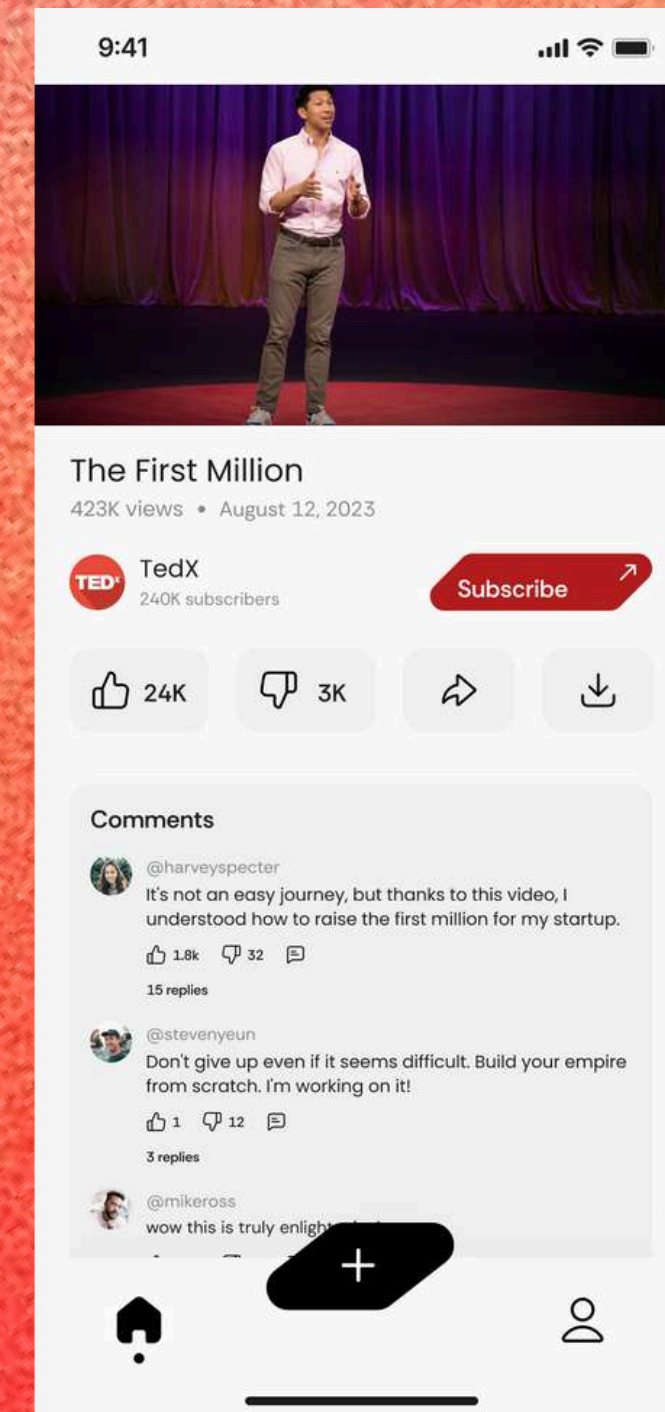 9:41
The First Million
423K views • August 12, 2023
TED x
TedX
240K subscribers
Subscribe
24K
3K
Comments
@harveyspecter
It's not an easy journey, but thanks to this video, I
understood how to raise the first million for my startup.
1.8k
32
15 replies
@stevenyeun
Don't give up even if it seems difficult. Build your empire
from scratch. I'm working on it!
1
12
3 replies
@mikeross
wow this is truly